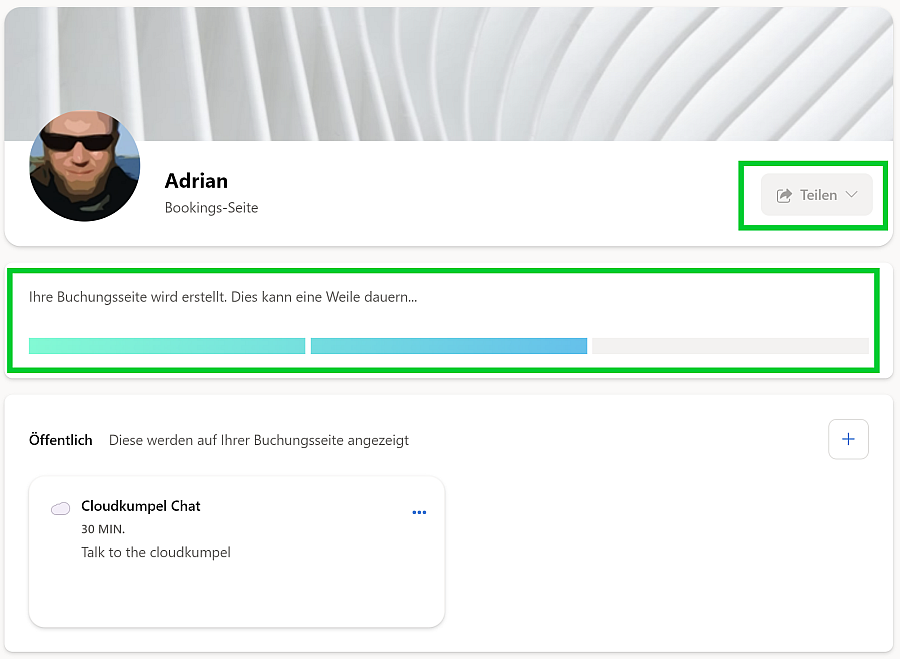 Adrian
Bookings-Seite
Teilen
Ihre Buchungsseite wird erstellt. Dies kann eine Weile dauern...
Öffentlich Diese werden auf Ihrer Buchungsseite angezeigt
Cloudkumpel Chat
30 MIN.
Talk to the cloudkumpel